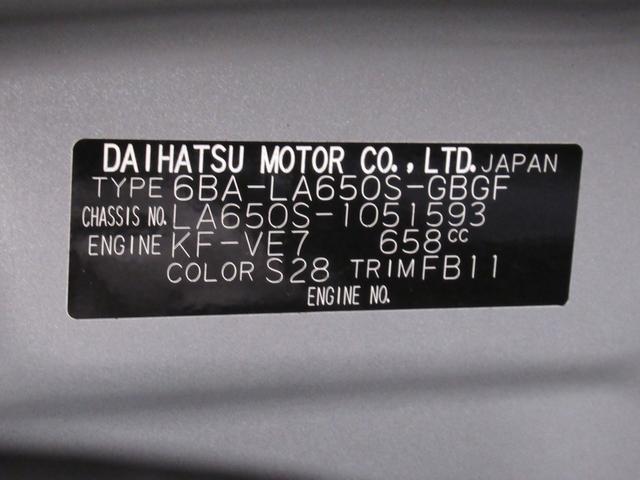 DAIHATSU MOTOR CO., LTD. JAPAN
TYPE 6BA-LA650S-GBGF
CHASSIS NO. LA650S-1051593
ENGINE KF-VE7 658cc
COLOR S28 TRIM FB11
ENGINE NO.